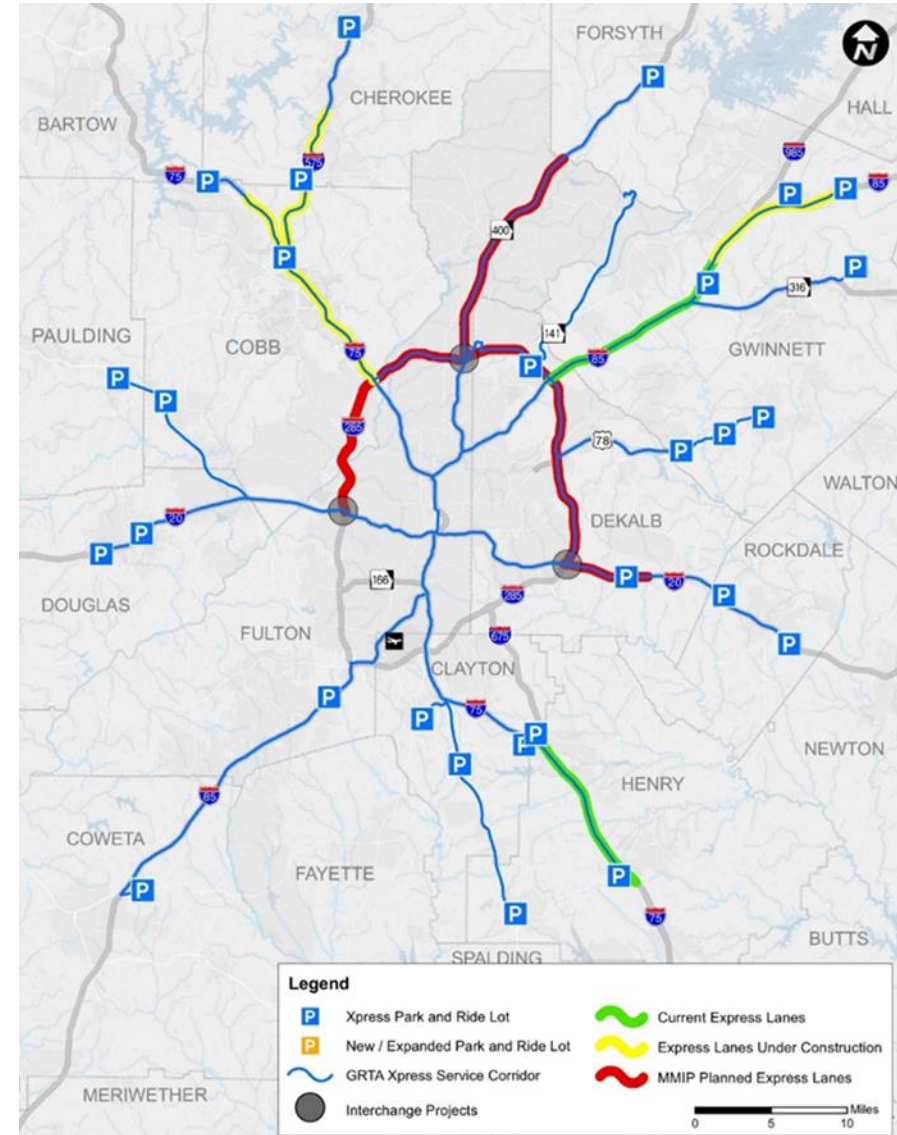 FORSYTH
N
P
P
CHEROKEE
HALL
BARTOW
575
985
75
P
P
85
P
P
400
P
P
P
316
PAULDING
COBB
75
141
85
GWINNETT
P
P
P
285
P
78
P
P
P
WALTON
20
P
P
DEKALB
ROCKDALE
166
P
20
P
DOUGLAS
285
FULTON
675
P
CLAYTON
P
P
75
P
P
P
NEWTON
HENRY
85
COWETA
FAYETTE
P
P
P
75
BUTTS
SPALDING
Legend
P Xpress Park and Ride Lot
P New / Expanded Park and Ride Lot
GRTA Xpress Service Corridor
Interchange Projects
Current Express Lanes
Express Lanes Under Construction
MMIP Planned Express Lanes
Miles
0 5 10
MERIWETHER